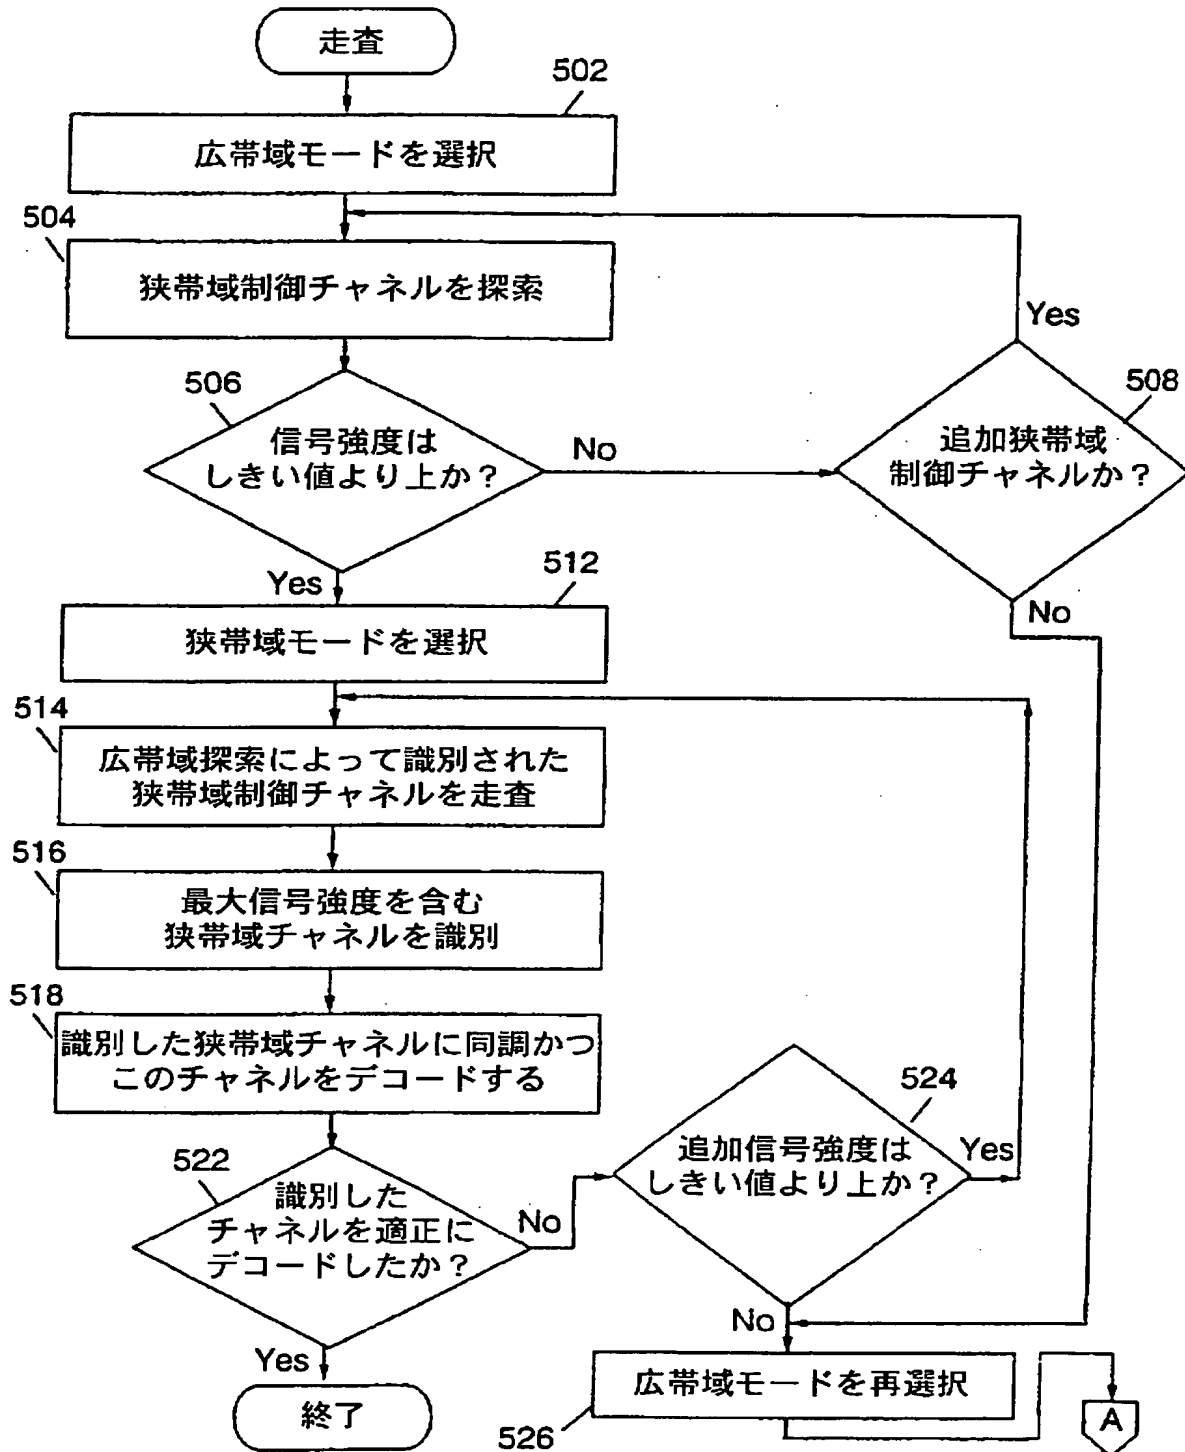 走査
502
広帯域モードを選択
504
狭帯域制御チャネルを探索
Yes
506
信号強度は
しきい値より上か？
No
508
追加狭帯域
制御チャネルか？
Yes
512
No
狭帯域モードを選択
514
広帯域探索によって識別された
狭帯域制御チャネルを走査
516
最大信号強度を含む
狭帯域チャネルを識別
518
識別した狭帯域チャネルに同調かつ
このチャネルをデコードする
524
追加信号強度は
しきい値より上か？
Yes
522
識別した
チャネルを適正に
デコードしたか？
No
No
Yes
広帯域モードを再選択
526
A
終了